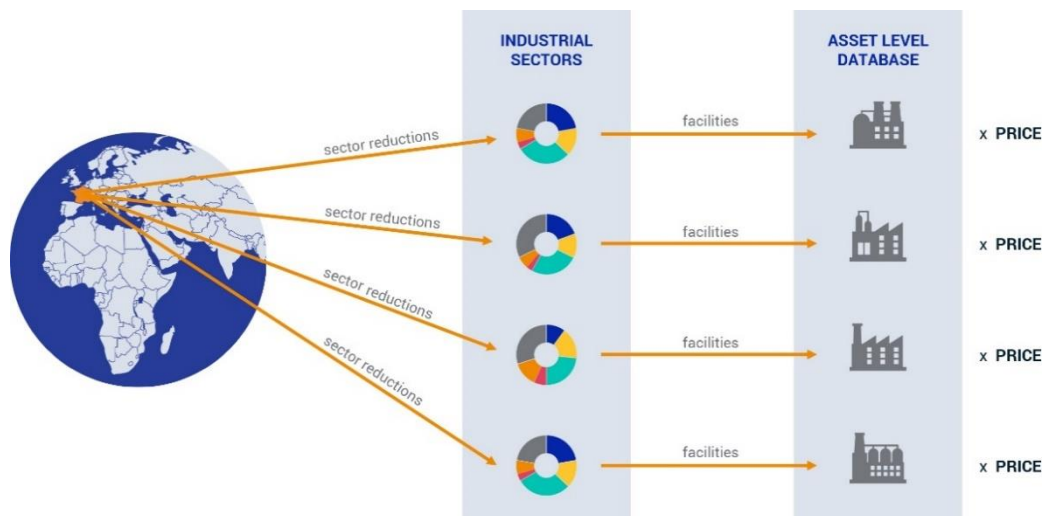 INDUSTRIAL
SECTORS
ASSET LEVEL
DATABASE
sector reductions
facilities
x PRICE
sector reductions
facilities
x PRICE
sector reductions
facilities
x PRICE
sector reductions
facilities
x PRICE